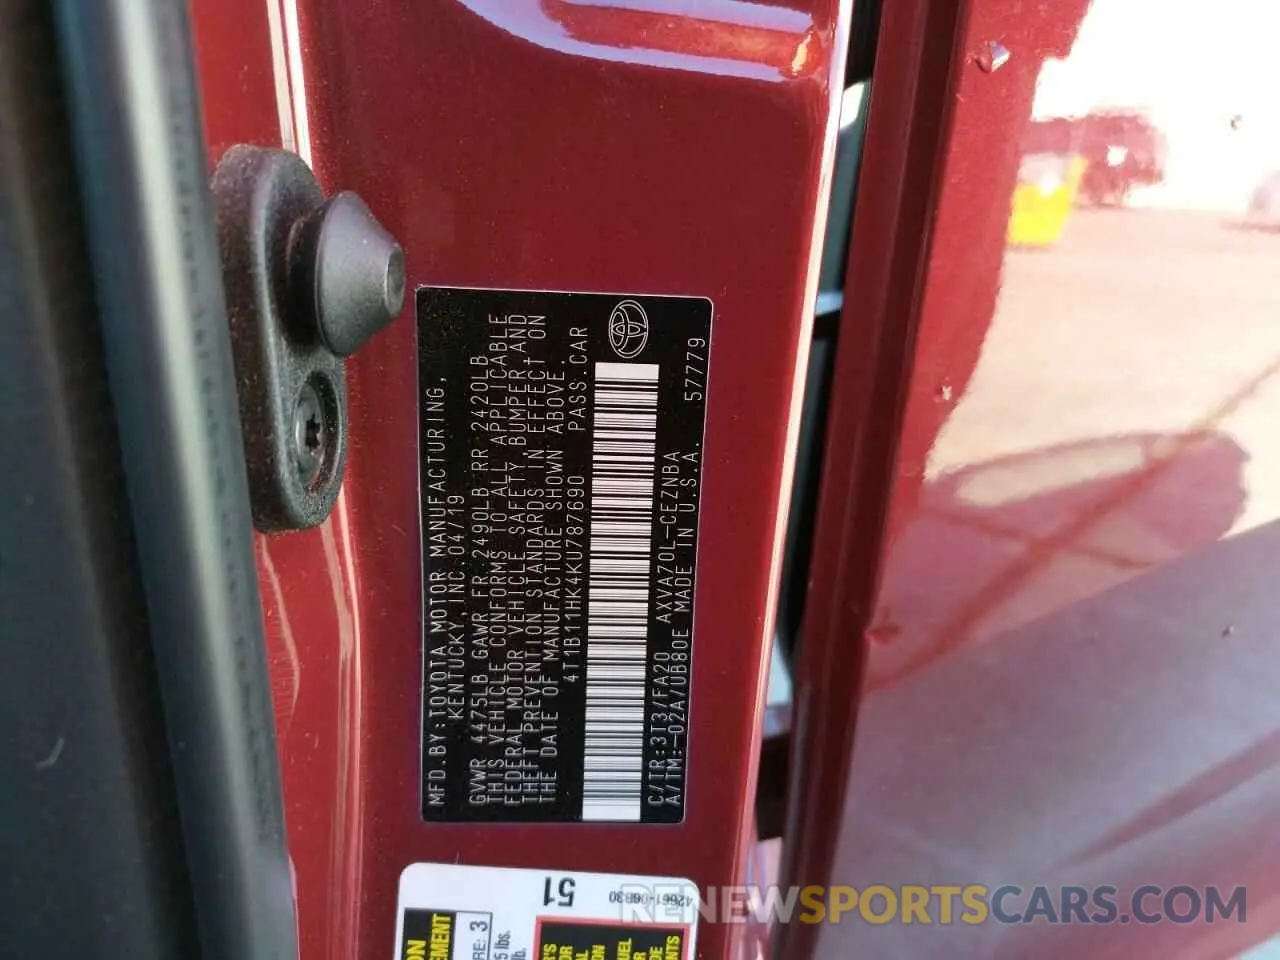 MFD.BY:TOYOTA MOTOR MANUFACTURING,
KENTUCKY, INC. 04/19
GVWR 4475LB GAWR FR 2490LB RR 2420LB
THIS VEHICLE CONFORMS TO ALL APPLICABLE
FEDERAL MOTOR VEHICLE SAFETY, BUMPER, AND
THEFT PREVENTION STANDARDS IN EFFECT ON
THE DATE OF MANUFACTURE SHOWN ABOVE.
4T1B11HK4KU787690 PASS.CAR
C/TR:3T3/FA20 AXVA70L-CEZNBA
A/TM:-02A/UB80E MADE IN U.S.A. 57779
51
42661-06B30
RENEWSPORTSCARS.COM